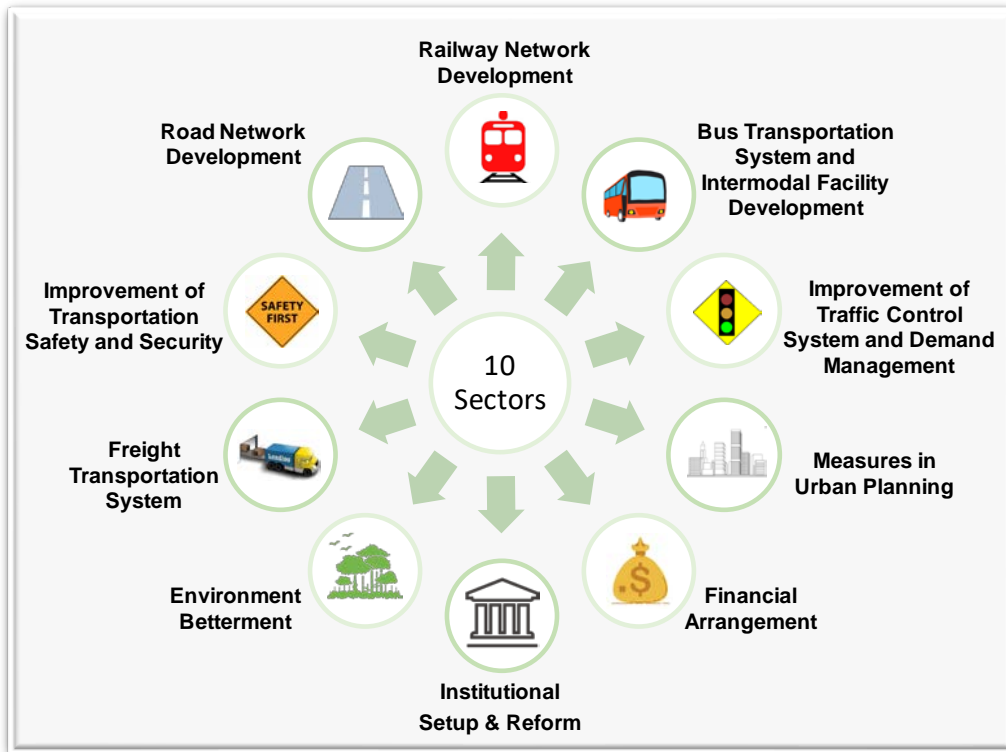 Railway Network
Development
Bus Transportation
System and
Intermodal Facility
Development
Improvement of
Traffic Control
System and Demand
Management
Measures in
Urban Planning
Financial
Arrangement
Institutional
Setup & Reform
Environment
Betterment
Freight
Transportation
System
Improvement of
Transportation
Safety and Security
SAFETY
FIRST
Road Network
Development
10
Sectors
$